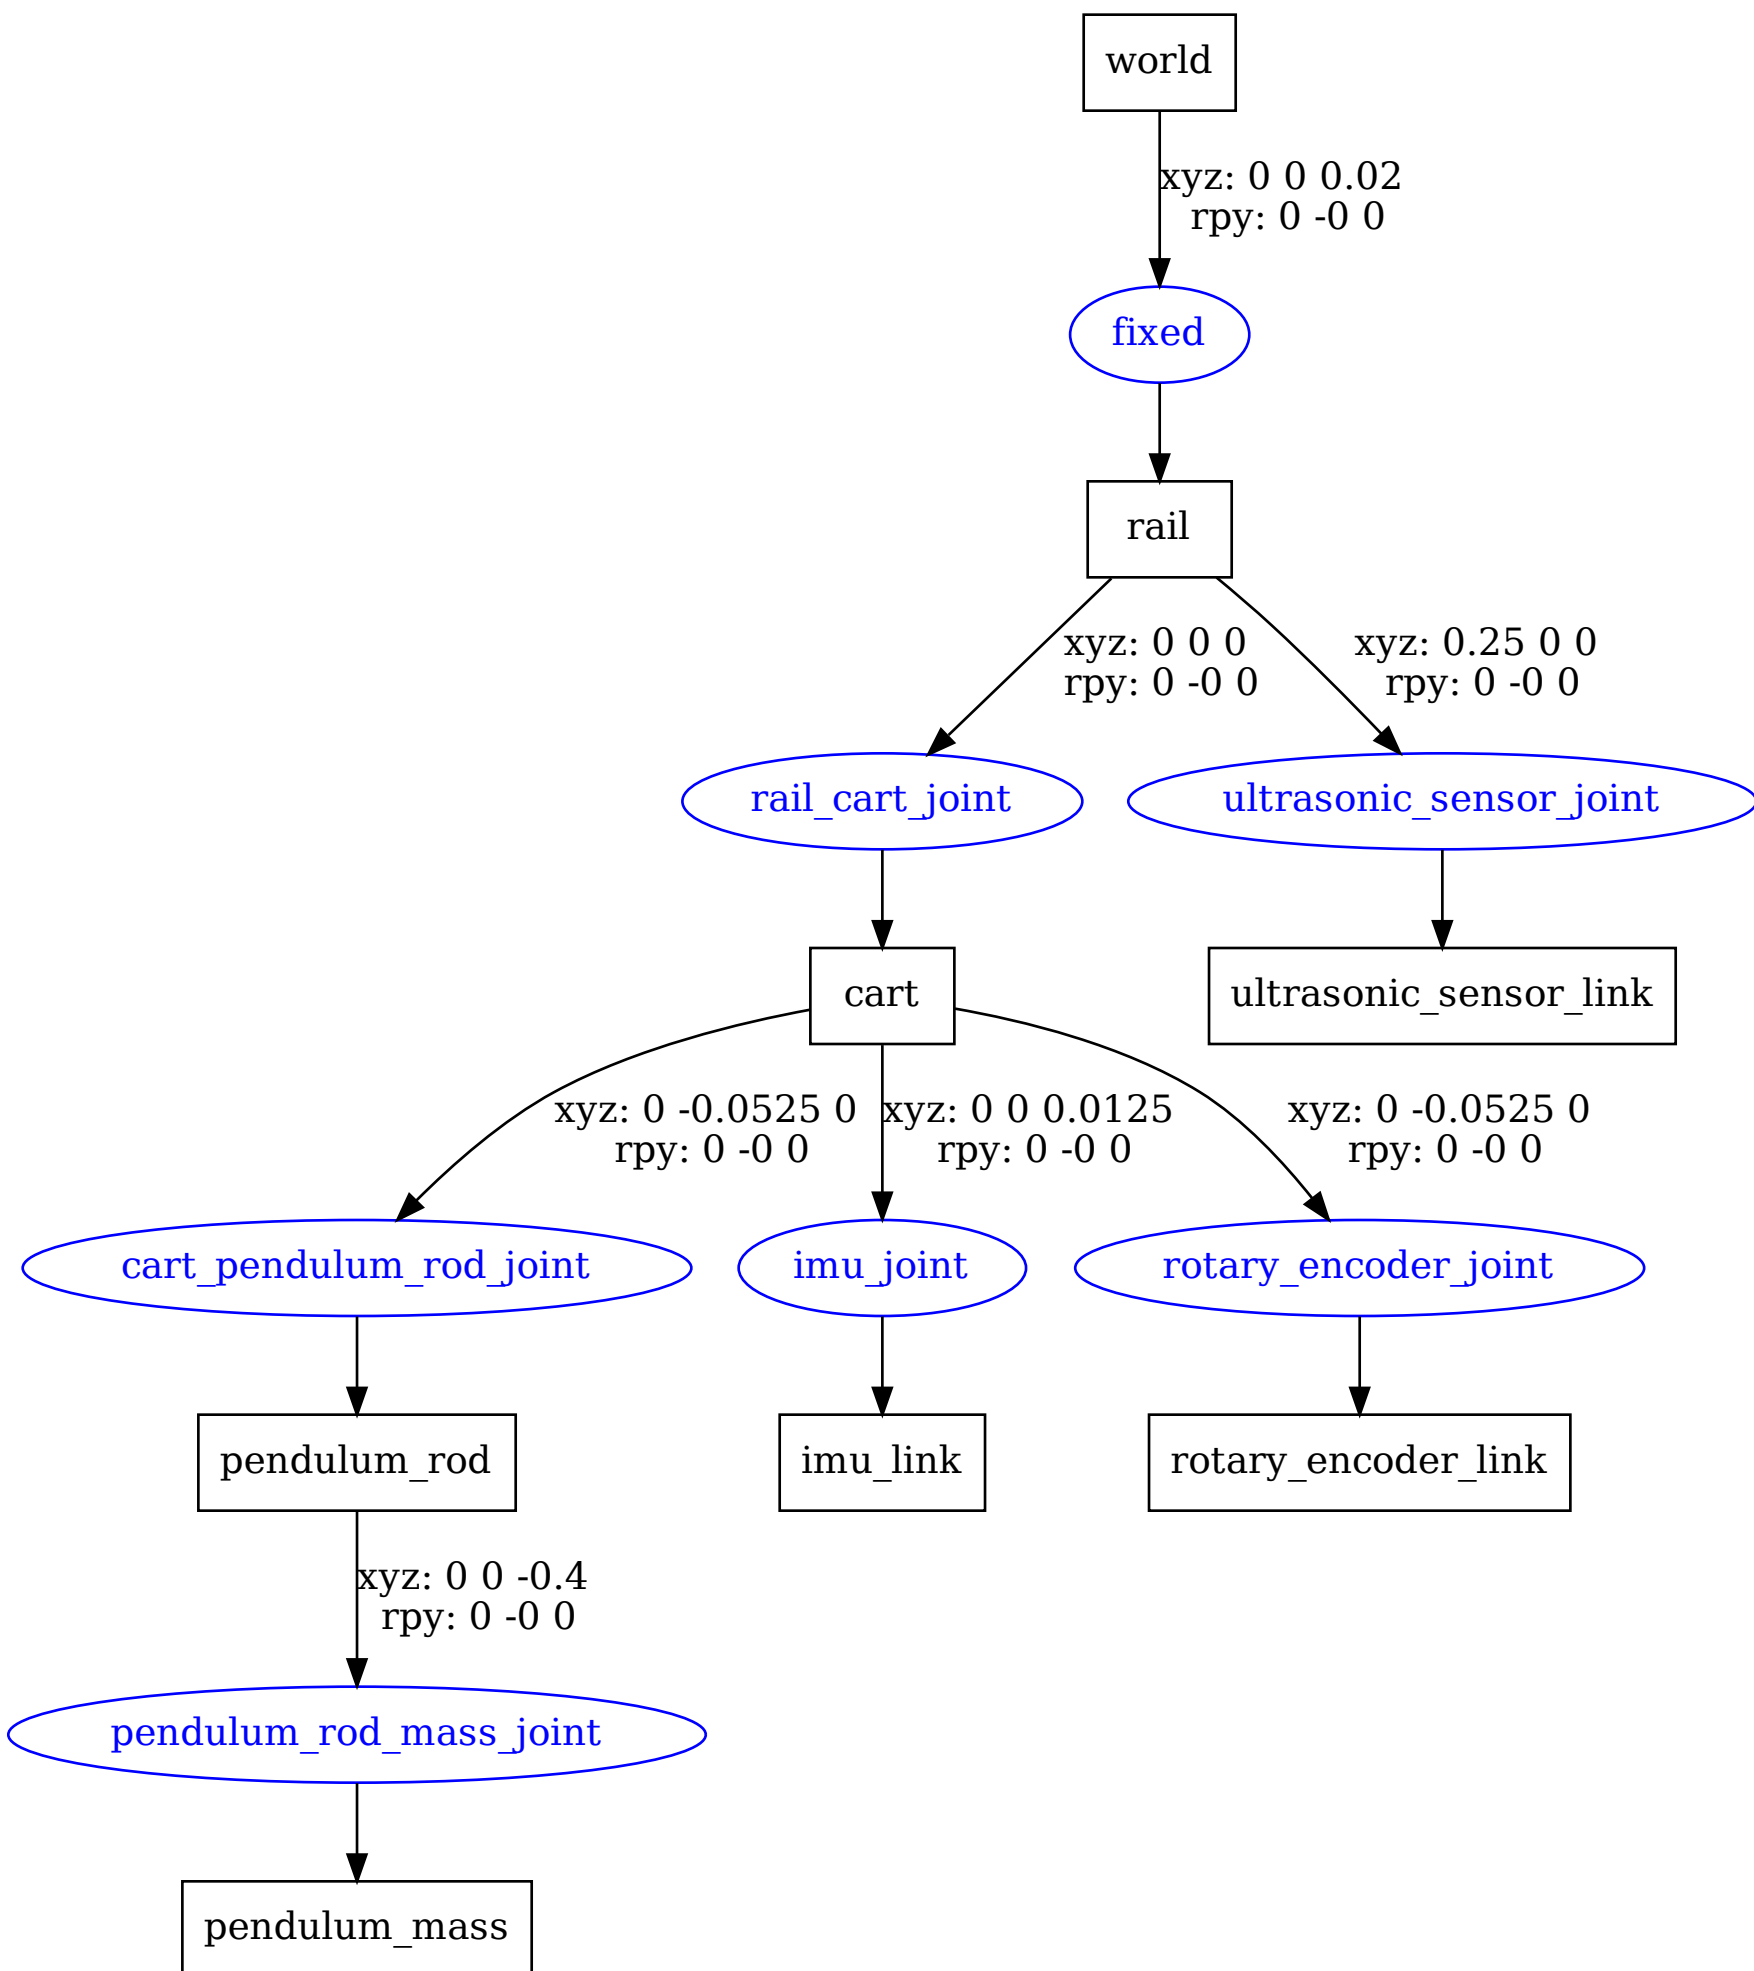 world
xyz: 0 0 0.02
rpy: 0 -0 0
fixed
rail
xyz: 0 0 0
rpy: 0 -0 0
xyz: 0.25 0 0
rpy: 0 -0 0
rail_cart_joint
ultrasonic_sensor_joint
cart
ultrasonic_sensor_link
xyz: 0 -0.0525 0
rpy: 0 -0 0
xyz: 0 0 0.0125
rpy: 0 -0 0
xyz: 0 -0.0525 0
rpy: 0 -0 0
cart_pendulum_rod_joint
imu_joint
rotary_encoder_joint
pendulum_rod
imu_link
rotary_encoder_link
xyz: 0 0 -0.4
rpy: 0 -0 0
pendulum_rod_mass_joint
pendulum_mass